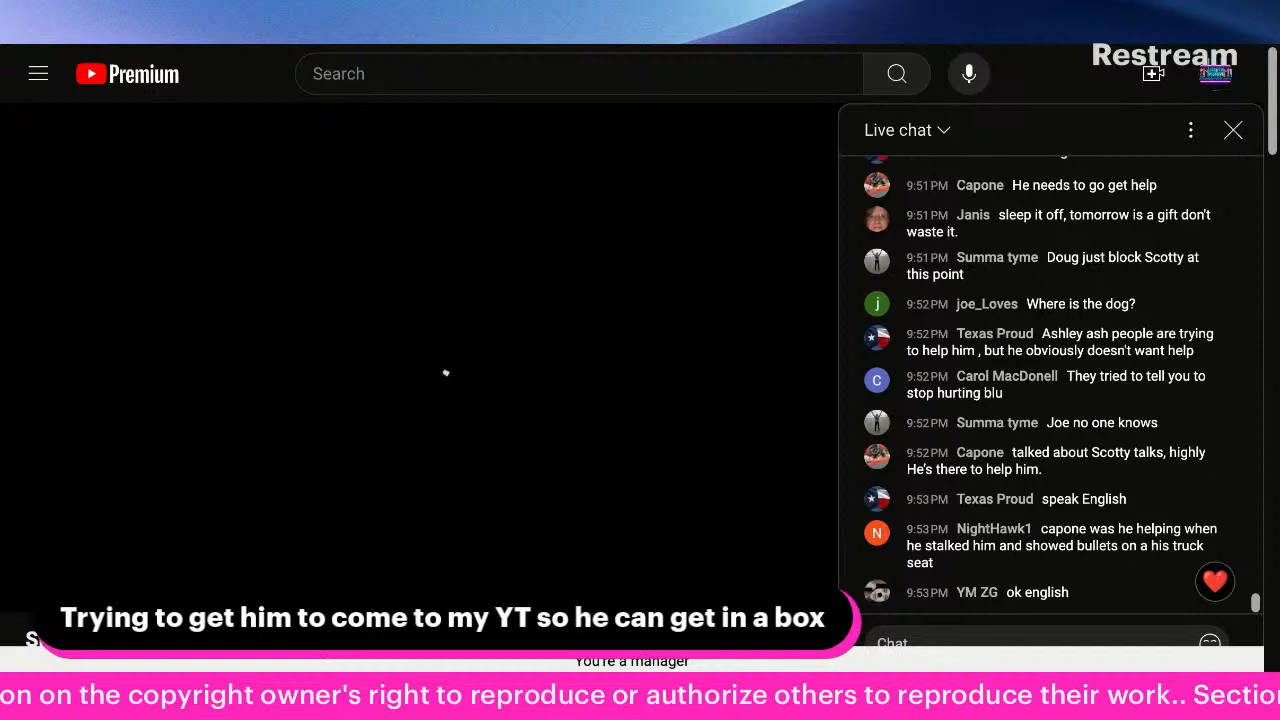 Restream
Premium
Search
Live chat
9:51 PM Capone He needs to go get help
9:51 PM Janis sleep it off, tomorrow is a gift don't
waste it.
9:51 PM Summa tyme Doug just block Scotty at
this point
j
9:52 PM joe_Loves Where is the dog?
9:52 PM Texas Proud Ashley ash people are trying
to help him , but he obviously doesn't want help
C
9:52 PM Carol MacDonell They tried to tell you to
stop hurting blu
9:52 PM Summa tyme Joe no one knows
9:52 PM Capone talked about Scotty talks, highly
He's there to help him.
9:53 PM Texas Proud speak English
N
9:53 PM NightHawk1 capone was he helping when
he stalked him and showed bullets on a his truck
seat
9:53 PM YM ZG ok english
Chat
Trying to get him to come to my YT so he can get in a box
You're a manager
on on the copyright owner's right to reproduce or authorize others to reproduce their work.. Section